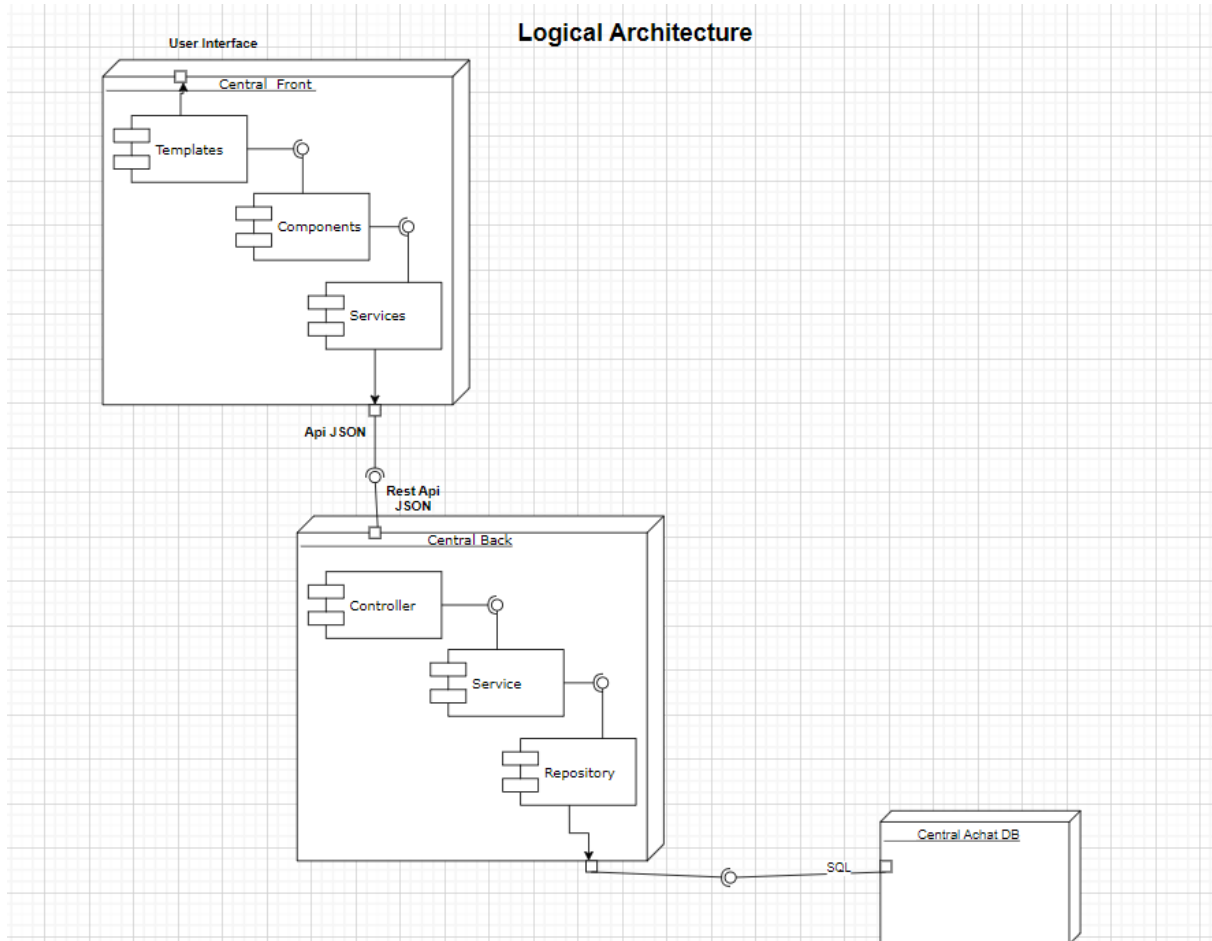 Logical Architecture
User Interface
Central Front
Templates
Components
Services
Api JSON
Rest Api
JSON
Central Back
Controller
Service
Repository
Central Achat DB
SQL